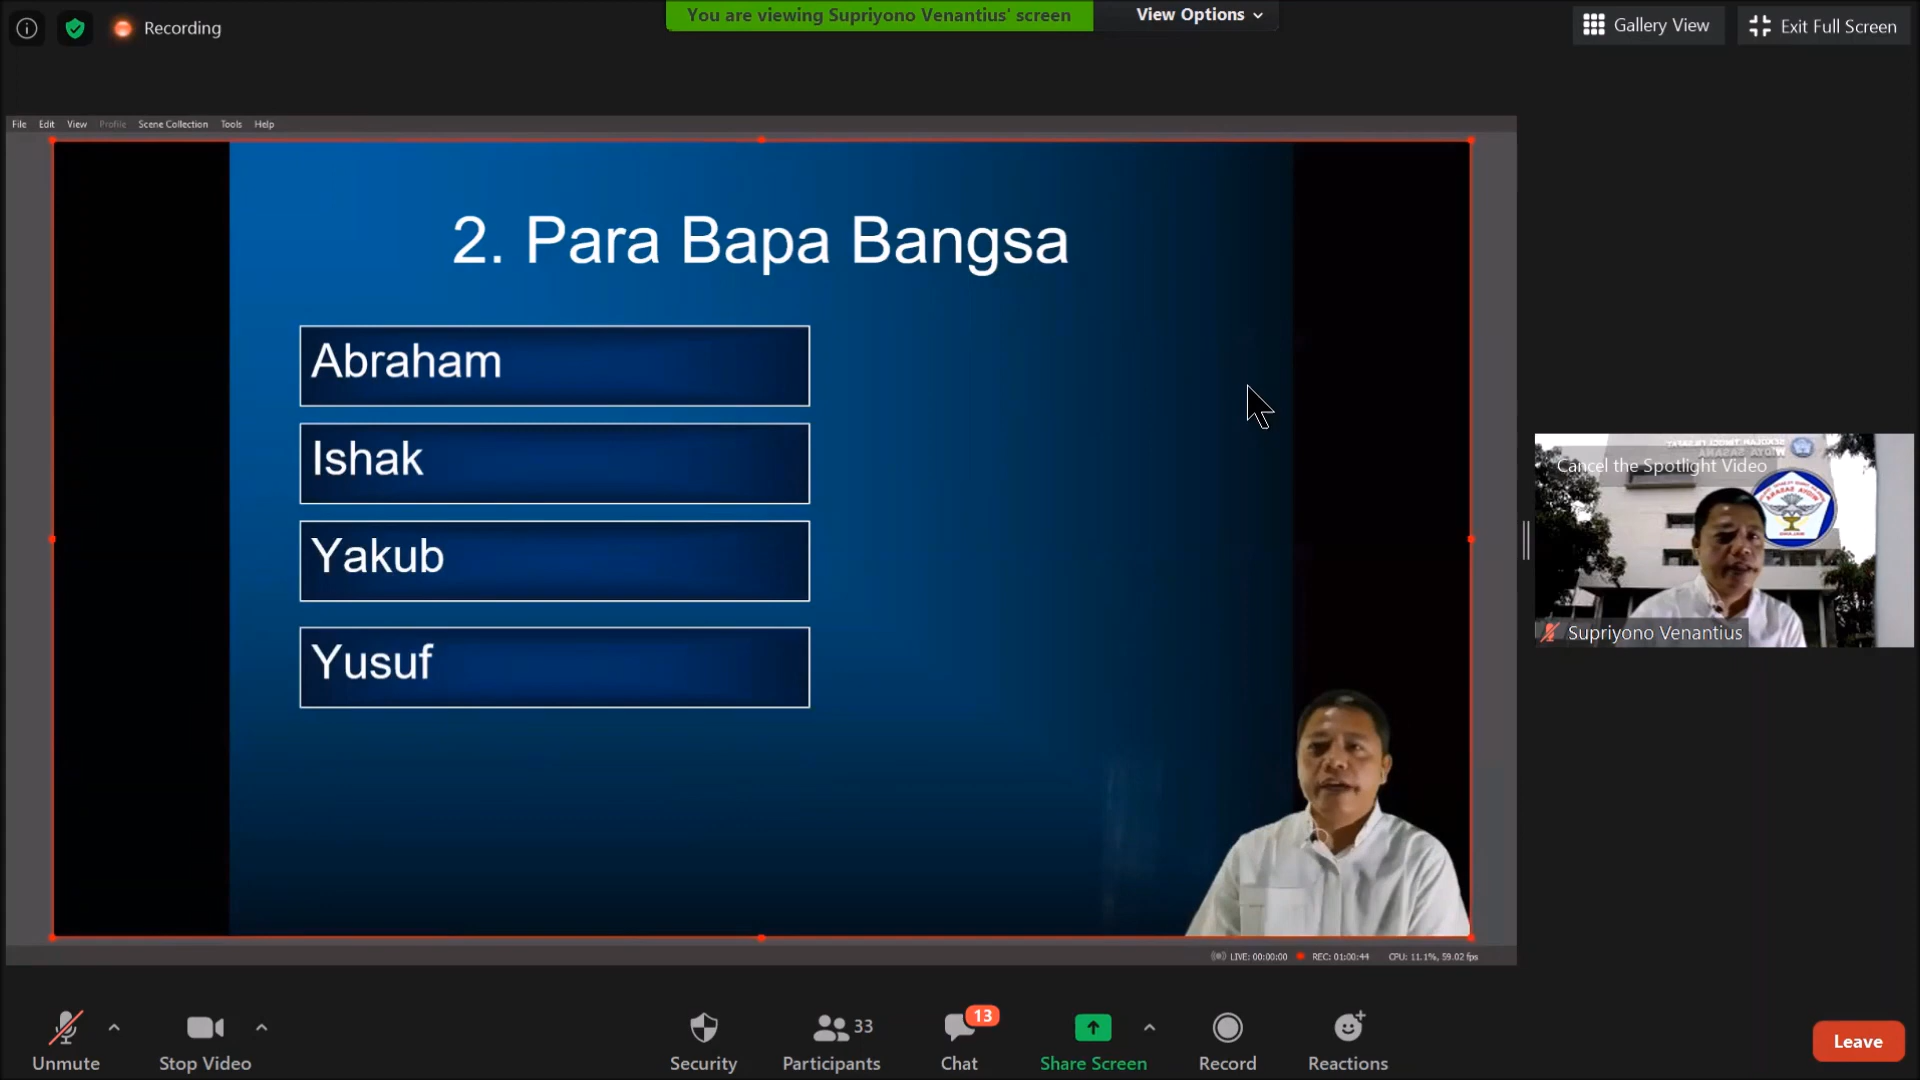 Recording
You are viewing Supriyono Venantius' screen
View Options
Gallery View
Exit Full Screen
File Edit View Profile Scene Collection Tools Help
2. Para Bapa Bangsa
Abraham
Ishak
Yakub
Yusuf
Cancel the Spotlight Video
Supriyono Venantius
LIVE: 00:00:00 REC: 01:00:44 CPU: 11.1%, 59.02 fps
Unmute
Stop Video
Security
33
Participants
13
Chat
Share Screen
Record
Reactions
Leave